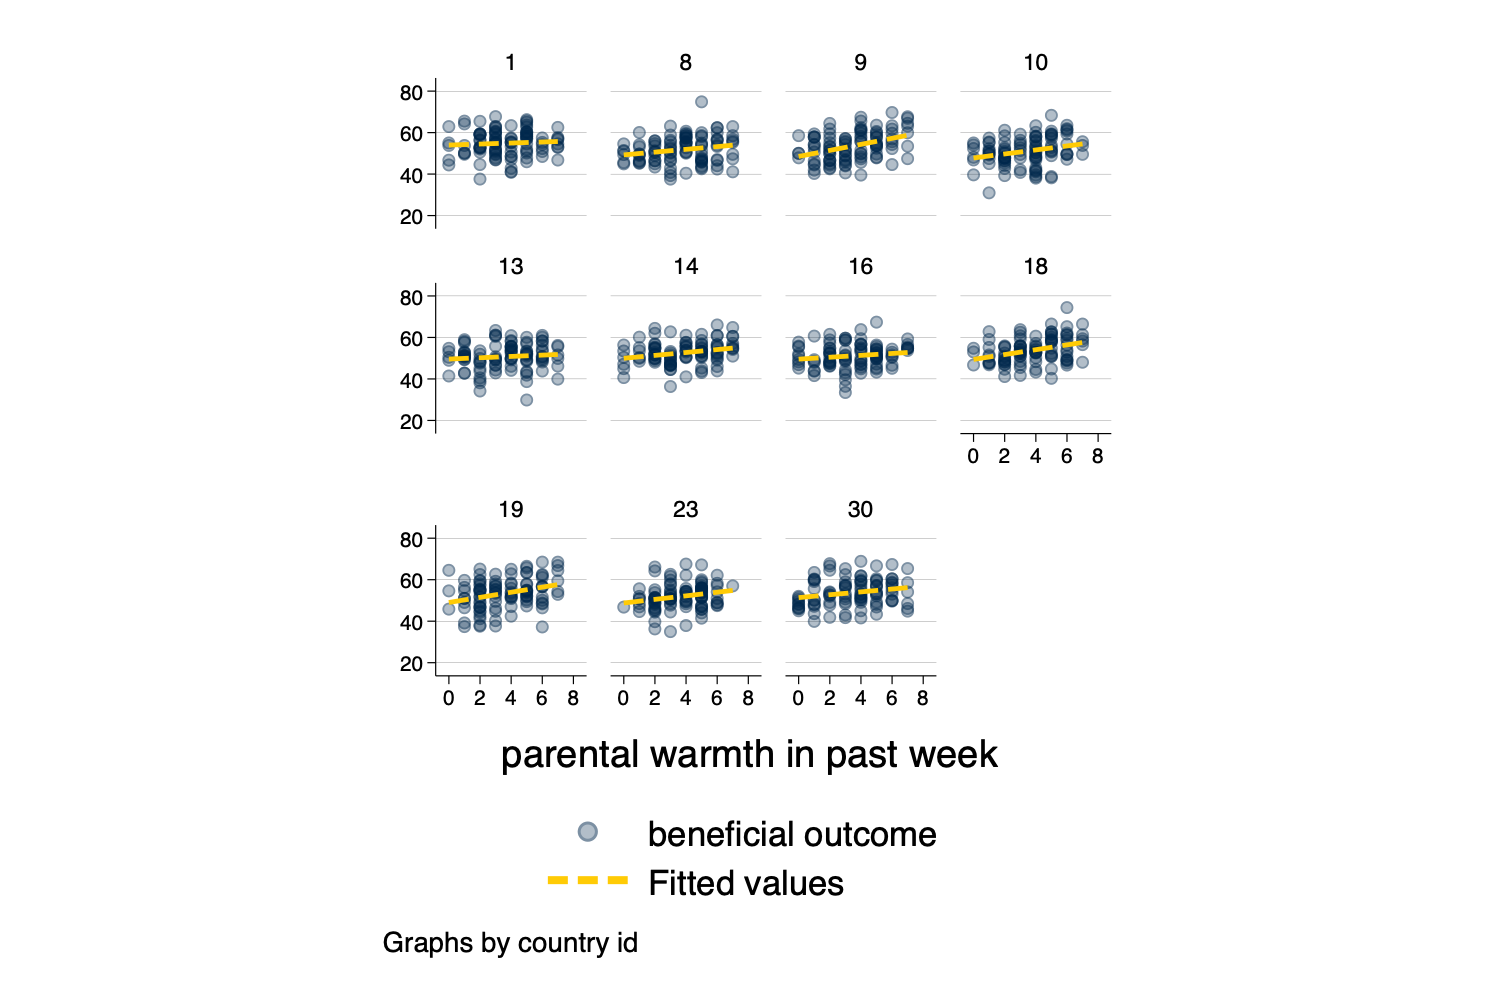 1 8 9 10
80
60
40
20
13 14 16 18
80
60
40
20
0 2 4 6 8
19 23 30
80
60
40
20
0 2 4 6 8 0 2 4 6 8 0 2 4 6 8
parental warmth in past week
beneficial outcome
Fitted values
Graphs by country id